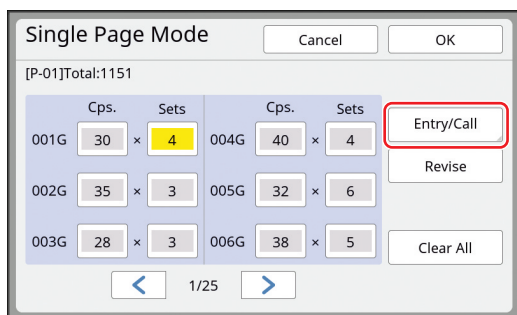 Single Page Mode Cancel OK
[P-01]Total:1151
Cps. Sets Cps. Sets
001G 30 × 4 004G 40 × 4 Entry/Call
002G 35 × 3 005G 32 × 6 Revise
003G 28 × 3 006G 38 × 5 Clear All
< 1/25 >